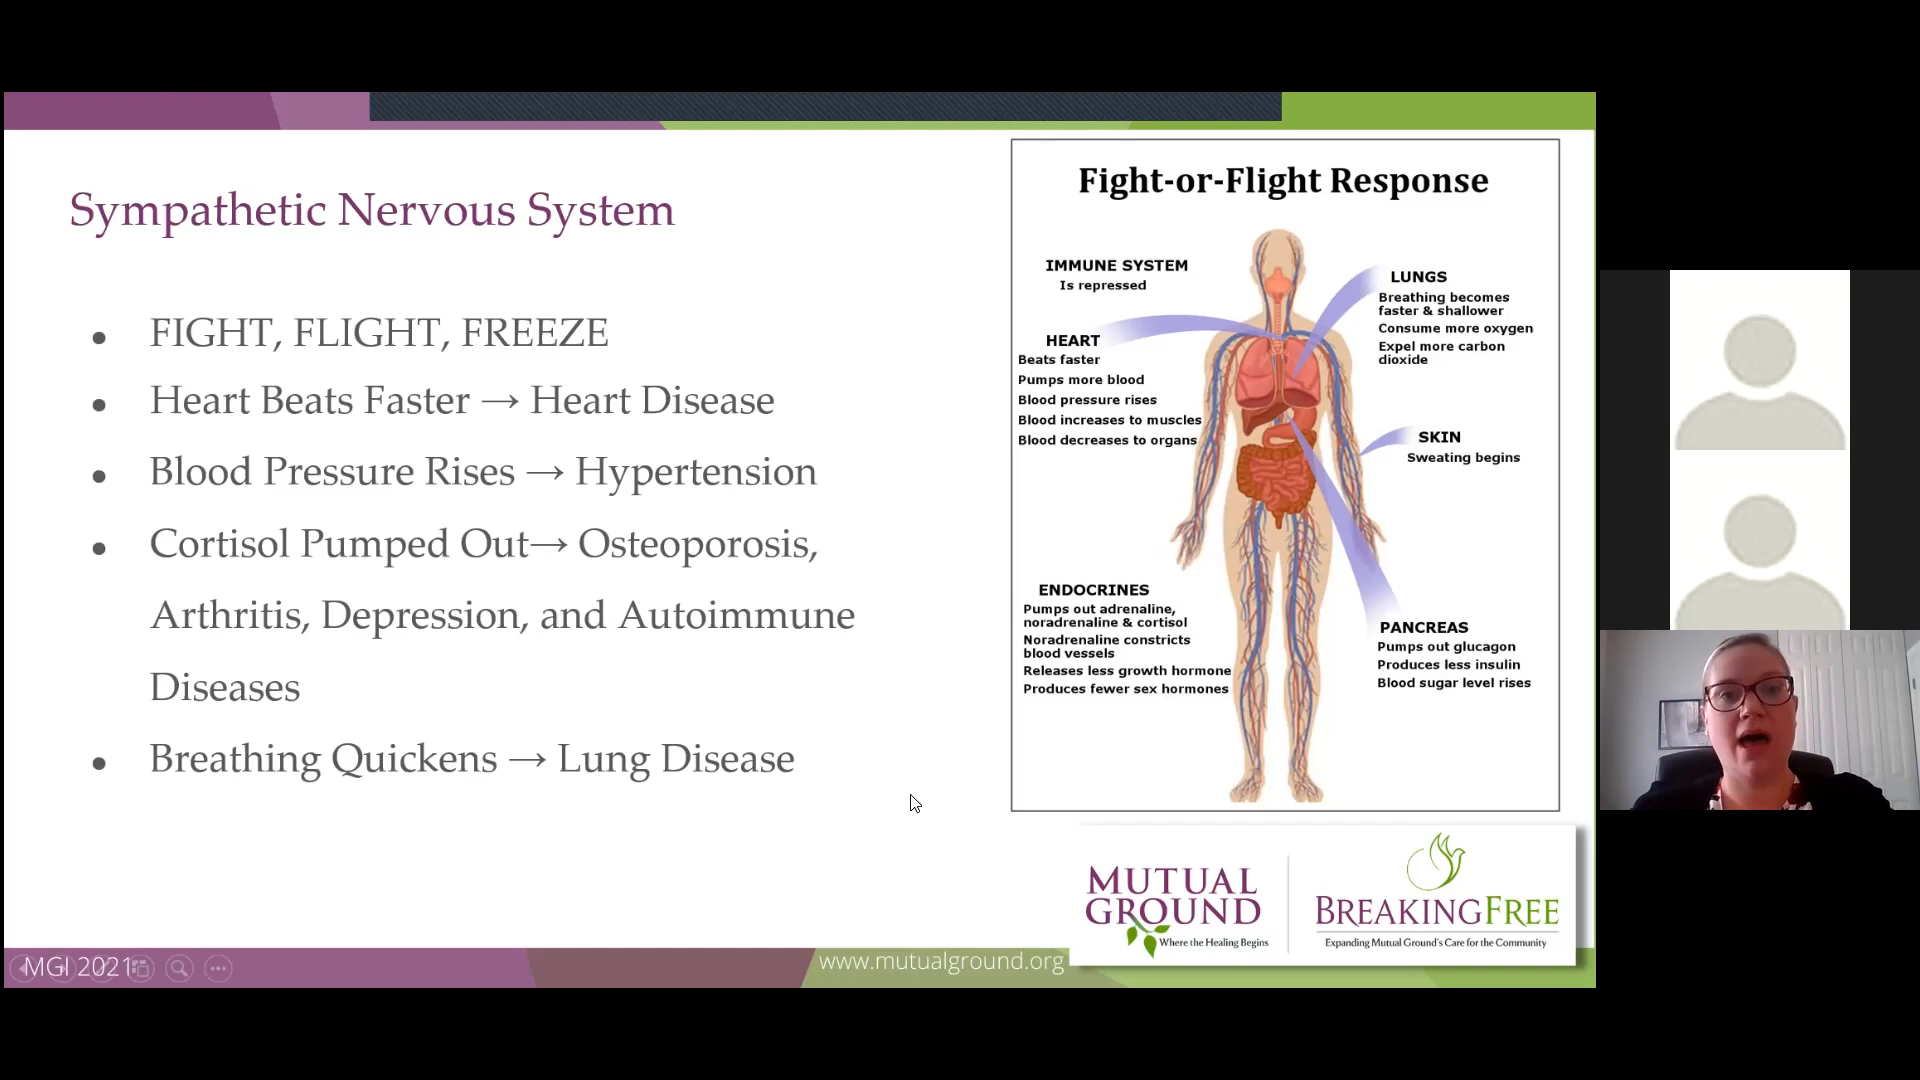 Sympathetic Nervous System
● FIGHT, FLIGHT, FREEZE
● Heart Beats Faster → Heart Disease
● Blood Pressure Rises → Hypertension
● Cortisol Pumped Out→ Osteoporosis,
Arthritis, Depression, and Autoimmune
Diseases
● Breathing Quickens → Lung Disease
Fight-or-Flight Response
IMMUNE SYSTEM
Is repressed
HEART
Beats faster
Pumps more blood
Blood pressure rises
Blood increases to muscles
Blood decreases to organs
LUNGS
Breathing becomes
faster & shallower
Consume more oxygen
Expel more carbon
dioxide
SKIN
Sweating begins
ENDOCRINES
Pumps out adrenaline,
noradrenaline & cortisol
Noradrenaline constricts
blood vessels
Releases less growth hormone
Produces fewer sex hormones
PANCREAS
Pumps out glucagon
Produces less insulin
Blood sugar level rises
MUTUAL
GROUND
Where the Healing Begins
BREAKINGFREE
Expanding Mutual Ground's Care for the Community
MGI 2021
www.mutualground.org